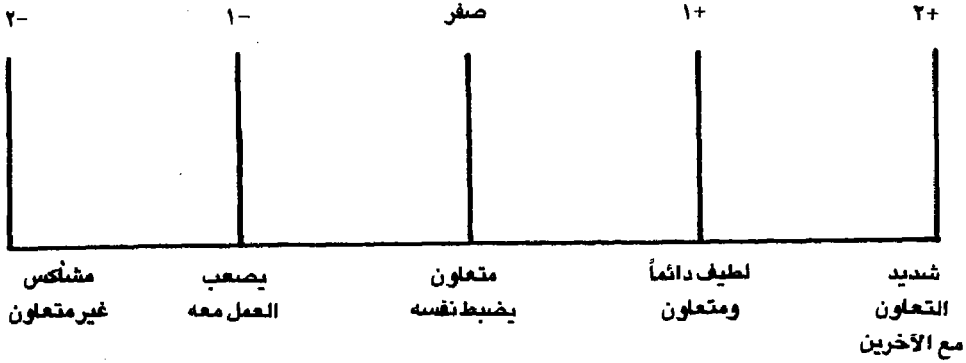 +٢ +١ صفر -١ -٢
شديد لطيف دائماً متعاون يصعب مشاكس
التعاون ومتعاون يضبط نفسه العمل معه غير متعاون
مع الآخرين